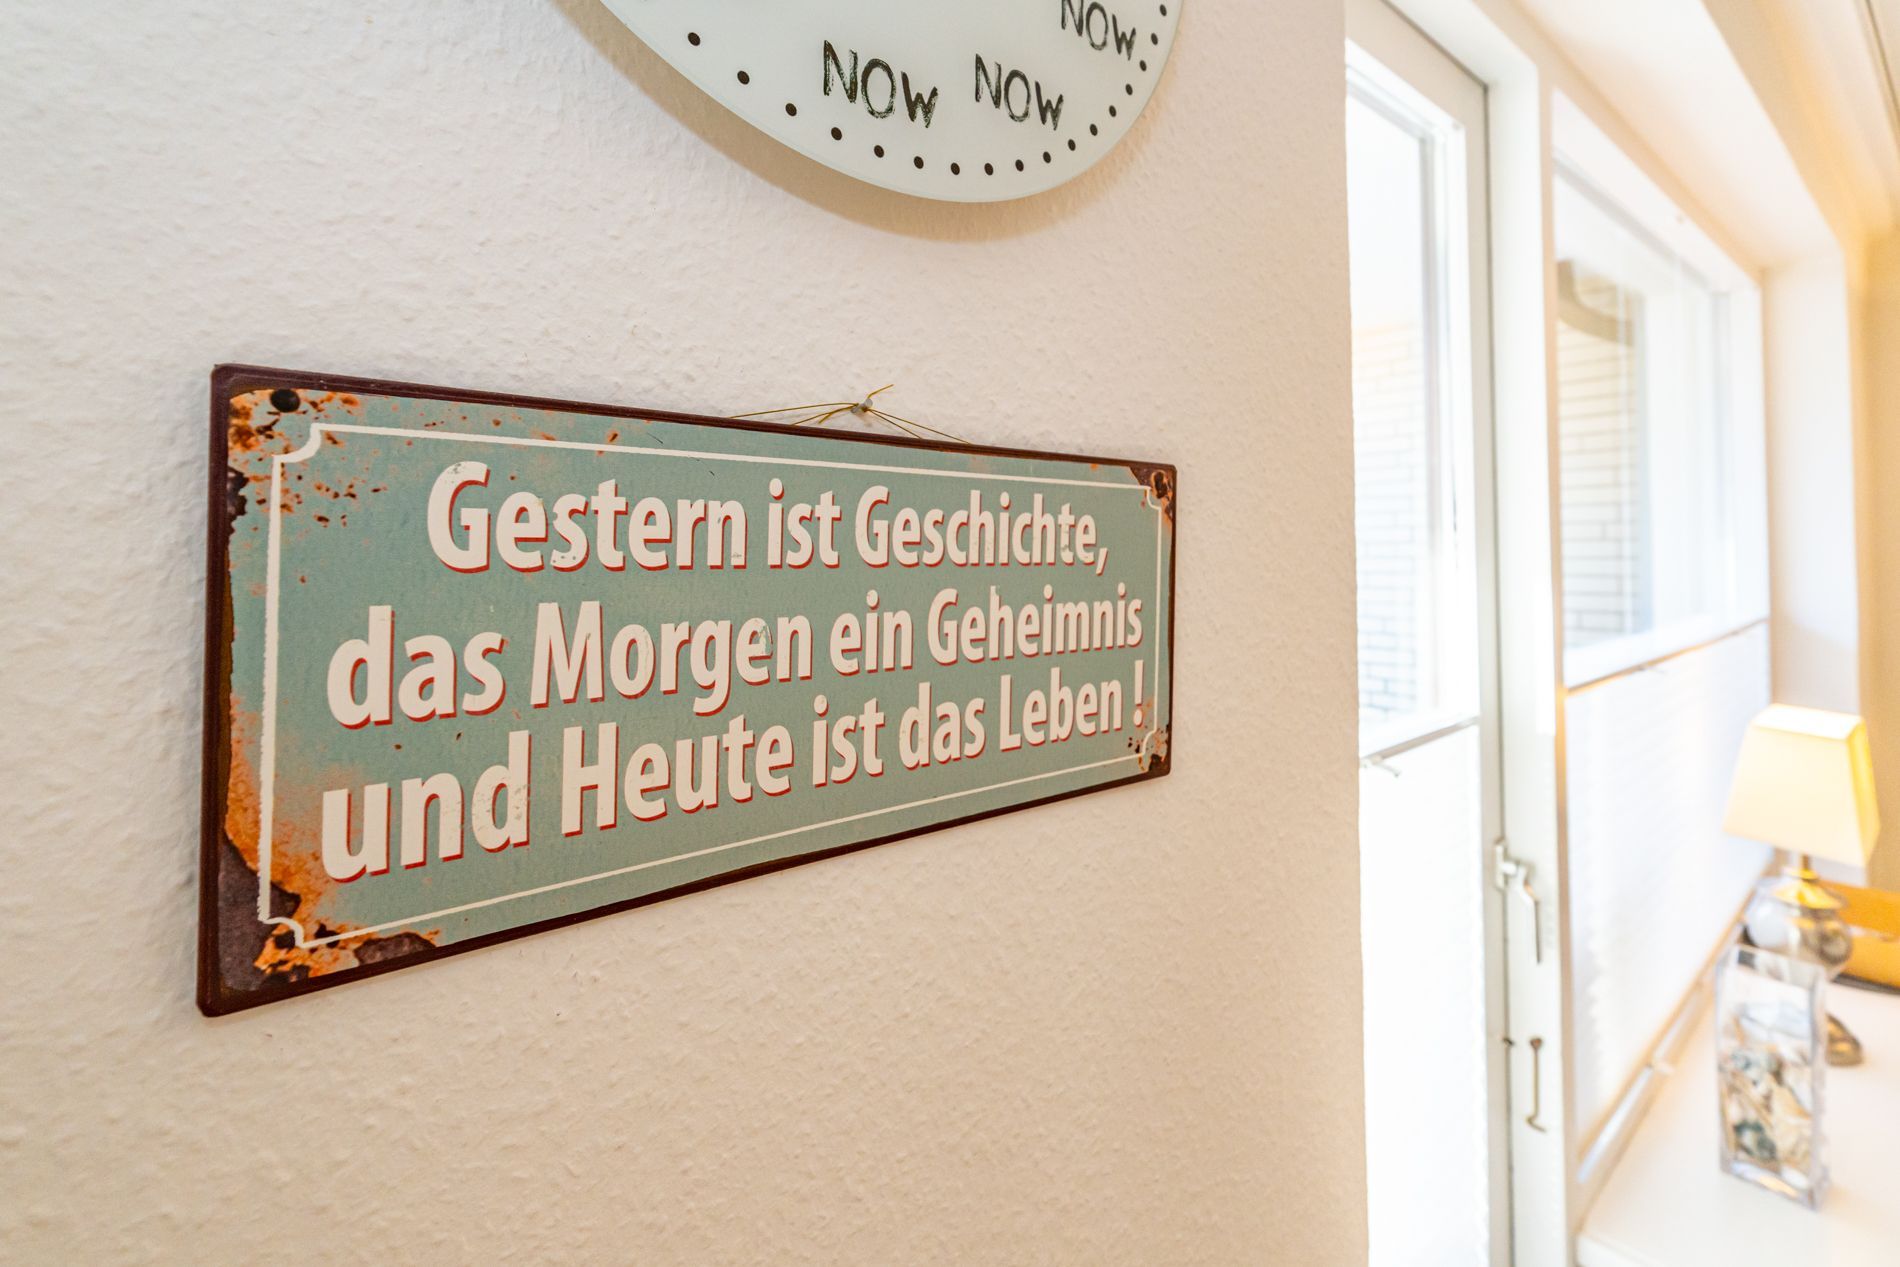 NOW
NOW NOW
Gestern ist Geschichte,
das Morgen ein Geheimnis
und Heute ist das Leben!